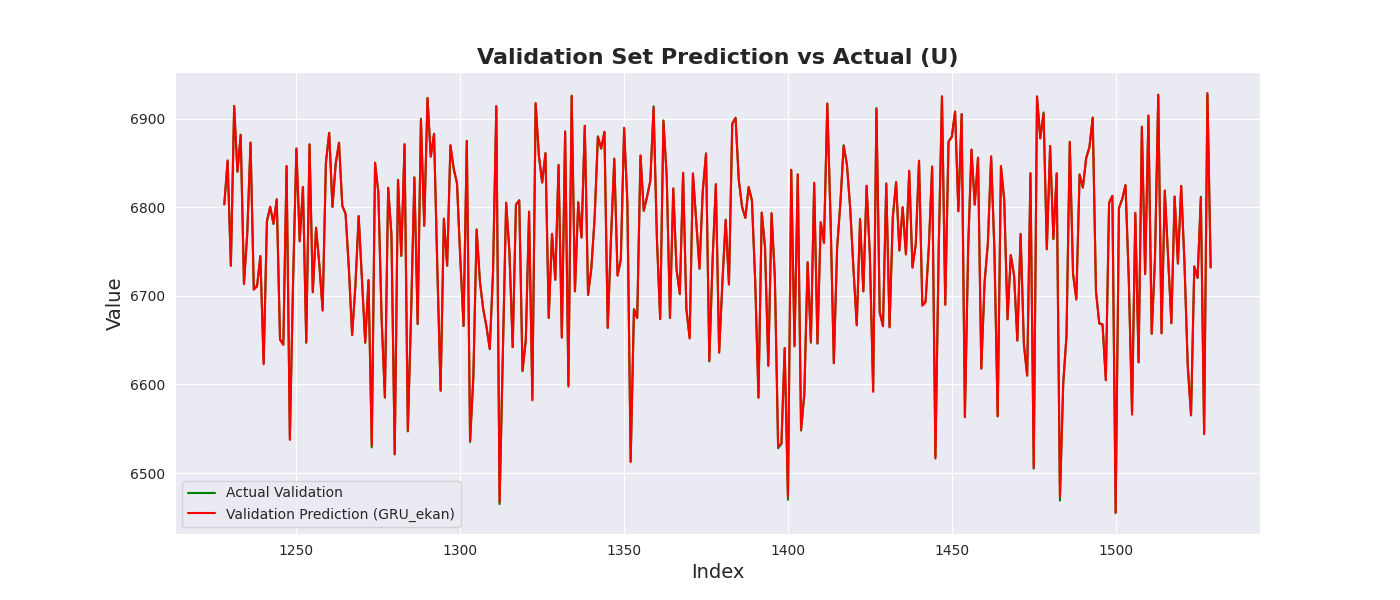 Validation Set Prediction vs Actual (U)
Value
6900
6800
6700
6600
6500
Actual Validation
Validation Prediction (GRU_ekan)
1250
1300
1350
1400
1450
1500
Index